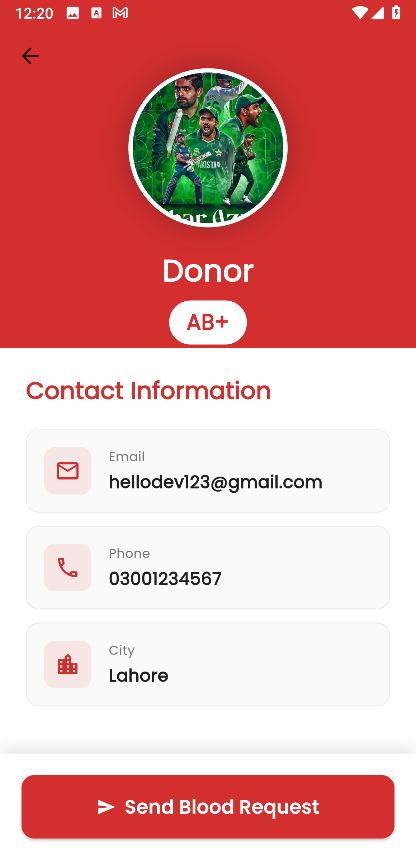 12:20
Donor
AB+
Contact Information
Email
hellodev123@gmail.com
Phone
03001234567
City
Lahore
Send Blood Request